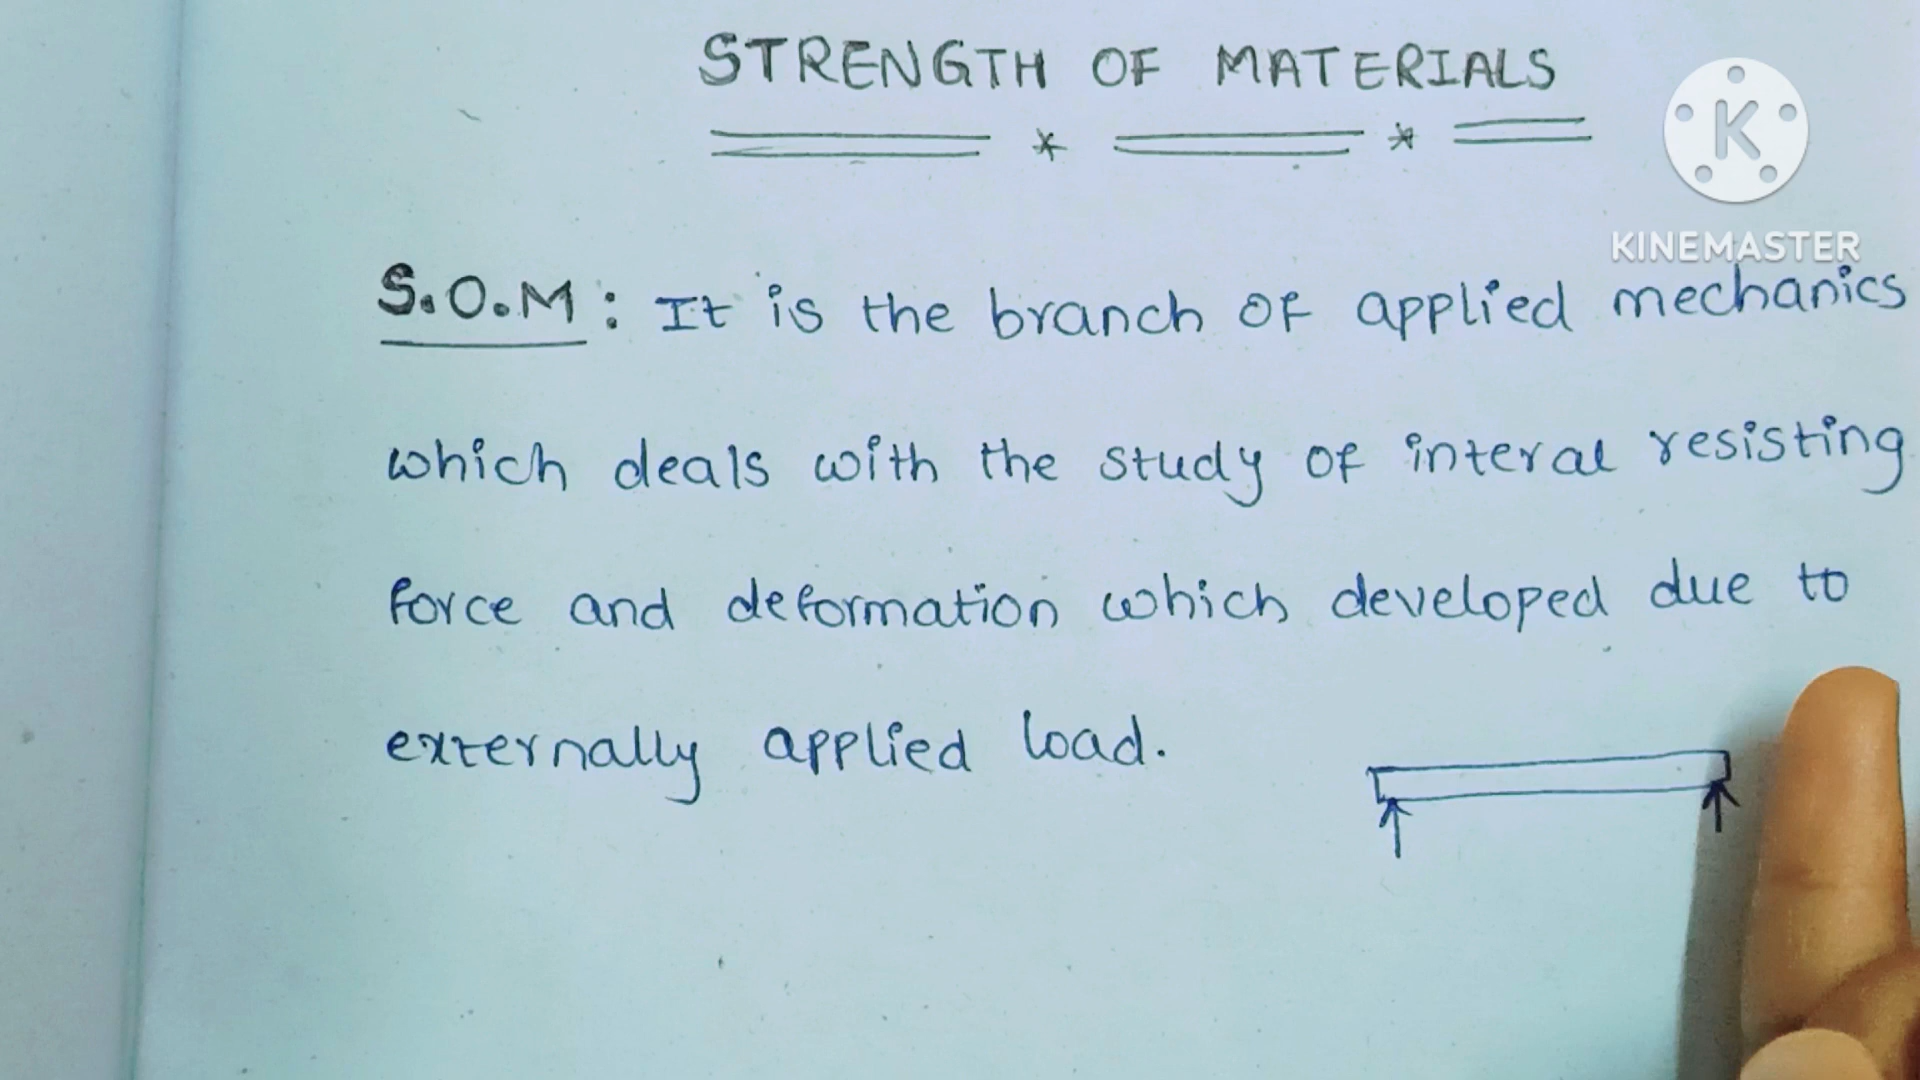 STRENGTH OF MATERIALS
K
KINEMASTER
S.O.M : It is the branch of applied mechanics
which deals with the study of interal resisting
force and deformation which developed due to
externally applied load.